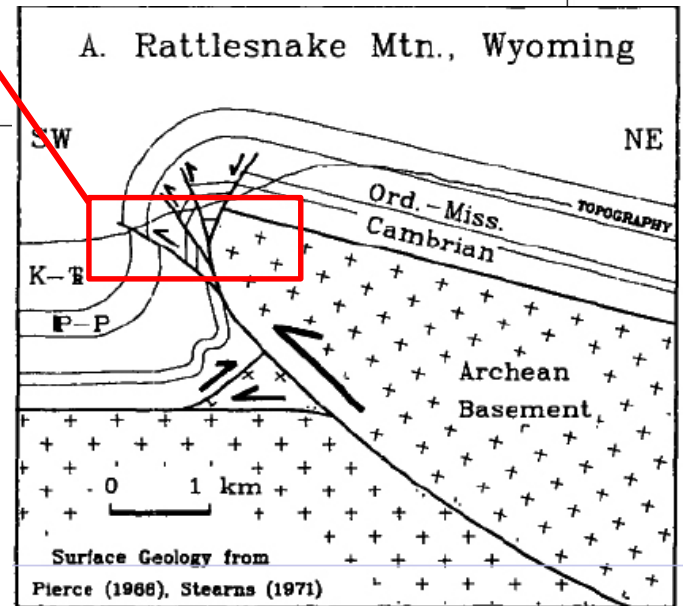 A. Rattlesnake Mtn., Wyoming
SW
NE
Ord.-Miss.
TOPOGRAPHY
Cambrian
K-T
P-P
Archean
Basement
0 1 km
Surface Geology from
Pierce (1966), Stearns (1971)